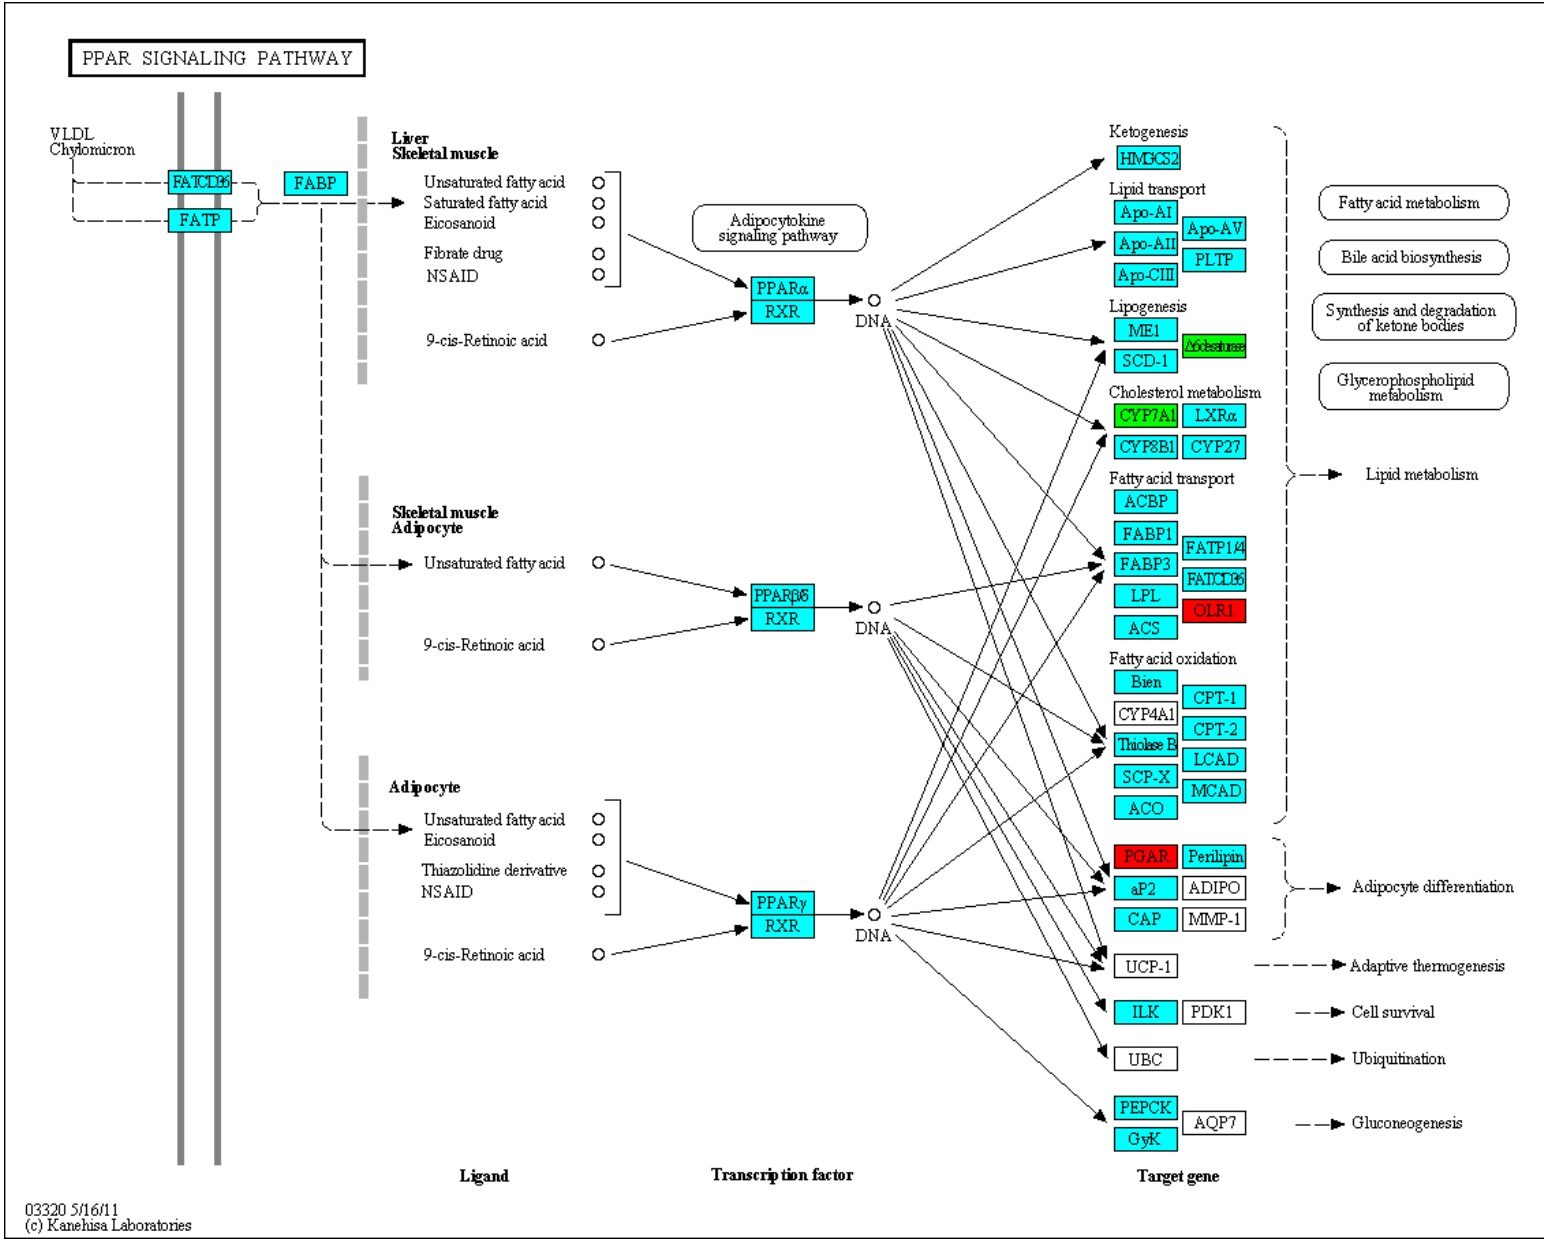 PPAR SIGNALING PATHWAY
VLDL
Chylomicron
FATCD36
FATP
FABP
Liver
Skeletal muscle
Unsaturated fatty acid
Saturated fatty acid
Eicosanoid
Fibrate drug
NSAID
9-cis-Retinoic acid
Adipocytokine
signaling pathway
PPARα
RXR
DNA
Skeletal muscle
Adipocyte
Unsaturated fatty acid
9-cis-Retinoic acid
PPARβ/δ
RXR
DNA
Adipocyte
Unsaturated fatty acid
Eicosanoid
Thiazolidine derivative
NSAID
9-cis-Retinoic acid
PPARγ
RXR
DNA
Ketogenesis
HMGCS2
Lipid transport
Apo-AI
Apo-AV
Apo-AII
PLTP
Apo-CIII
Lipogenesis
ME1
Δ6desaturase
SCD-1
Cholesterol metabolism
CYP7A1 LXRα
CYP8B1 CYP27
Fatty acid transport
ACBP
FABP1
FATP1/4
FABP3
FATCD36
LPL
OLR1
ACS
Fatty acid oxidation
Bien
CPT-1
CYP4A1
CPT-2
Thiolase B
LCAD
SCP-X
MCAD
ACO
PGAR Perilipin
aP2 ADIPO
CAP MMP-1
UCP-1
ILK PDK1
UBC
PEPCK
AQP7
GyK
Fatty acid metabolism
Bile acid biosynthesis
Synthesis and degradation
of ketone bodies
Glycerophospholipid
metabolism
Lipid metabolism
Adipocyte differentiation
Adaptive thermogenesis
Cell survival
Ubiquitination
Gluconeogenesis
Ligand
Transcription factor
Target gene
03320 5/16/11
(c) Kanehisa Laboratories